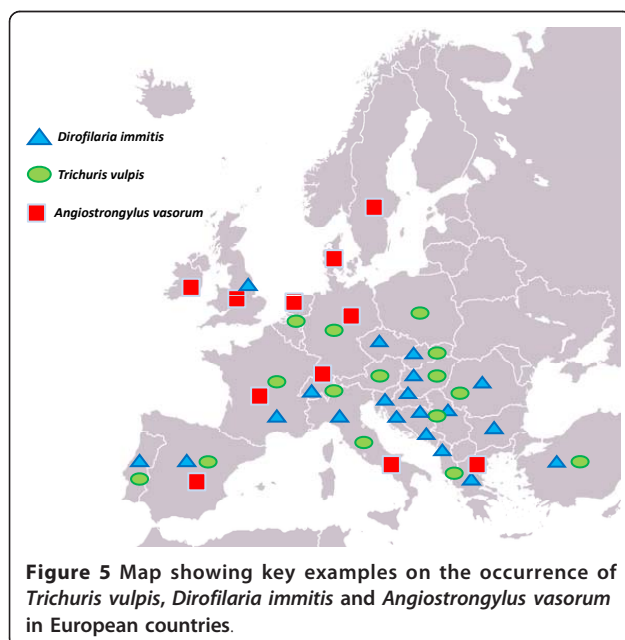 Dirofilaria immitis
Trichuris vulpis
Angiostrongylus vasorum
Figure 5 Map showing key examples on the occurrence of
Trichuris vulpis, Dirofilaria immitis and Angiostrongylus vasorum
in European countries.